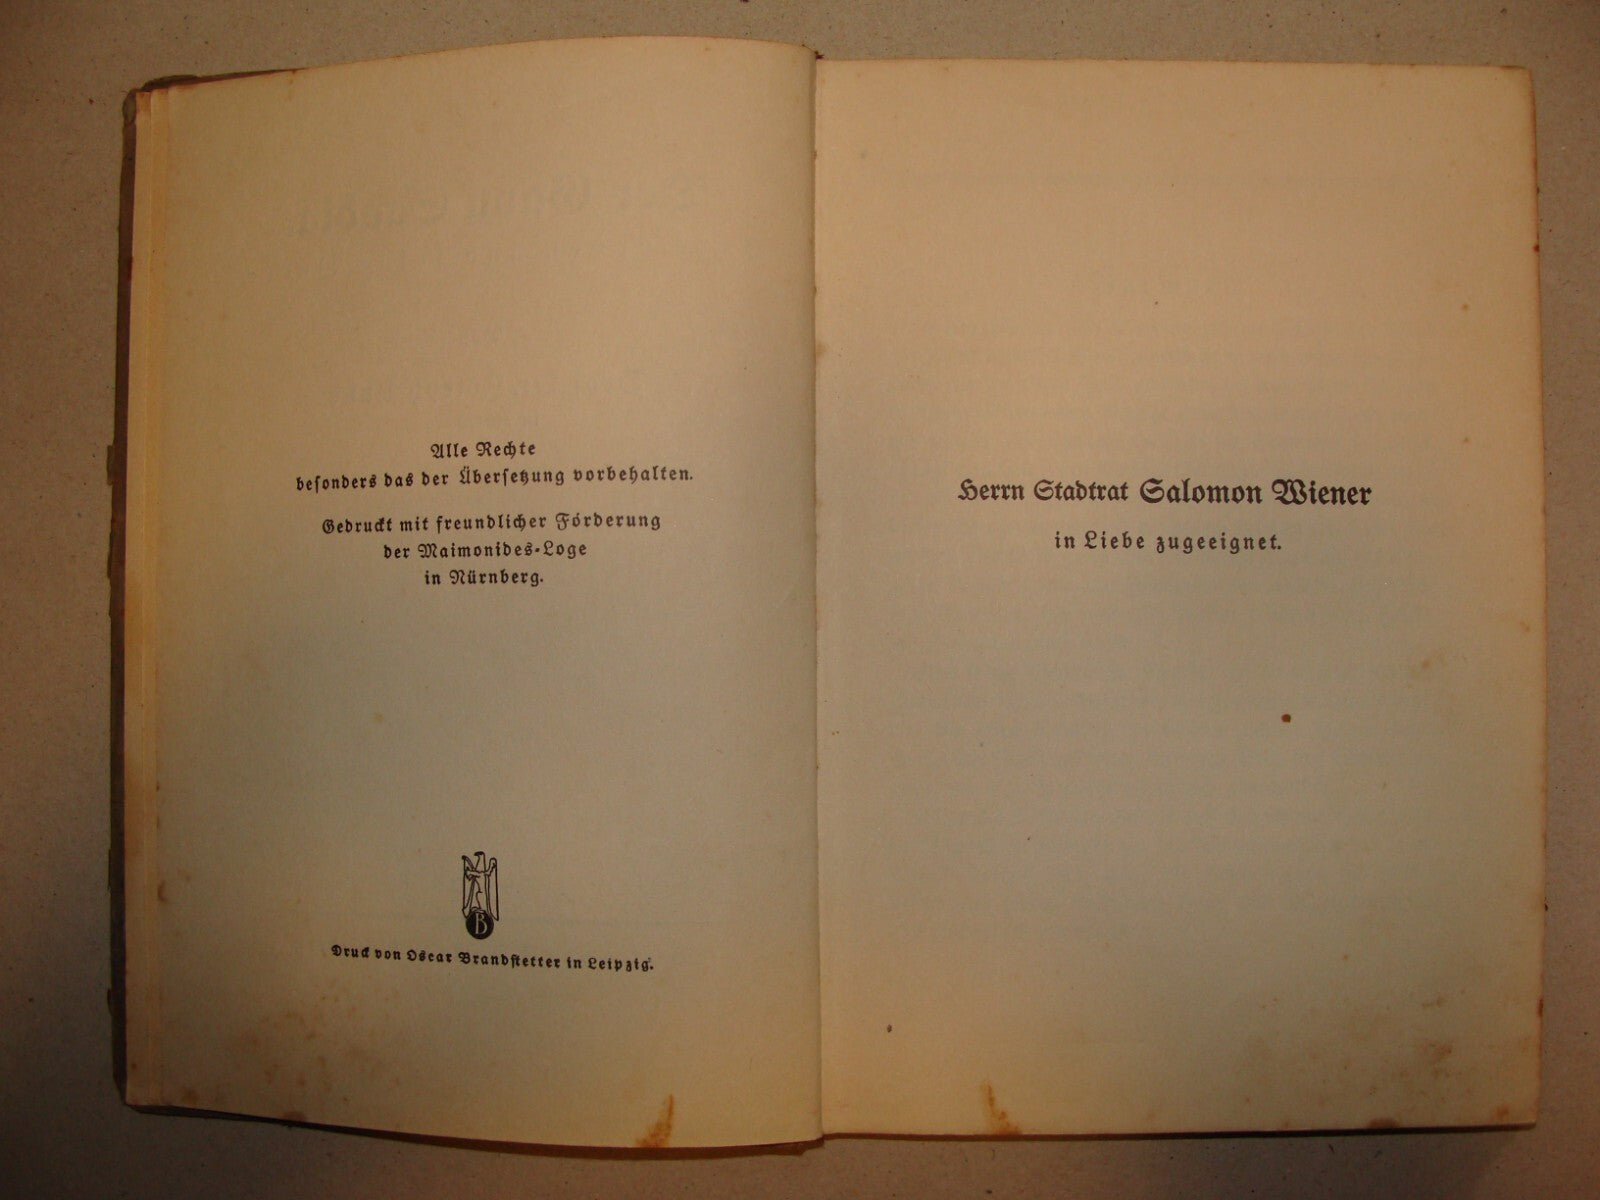 Alle Rechte
besonders das der Übersetzung vorbehalten.
Gedruckt mit freundlicher Förderung
der Maimonides-Loge
in Nürnberg.
B
Druck von Oscar Brandstetter in Leipzig.
Herrn Stadtrat Salomon Wiener
in Liebe zugeeignet.